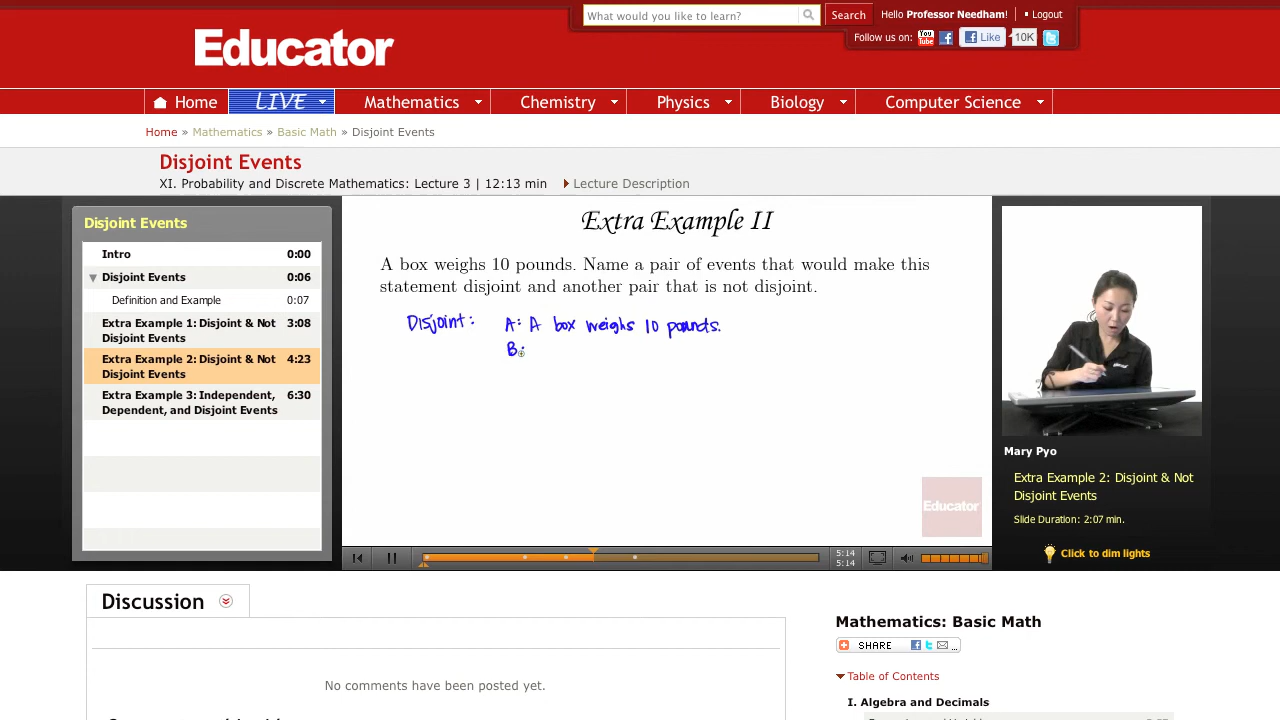 What would you like to learn?
Search
Hello Professor Needham!
Logout
Educator
Follow us on:
You
Tube
Like
10K
Home
LIVE
Mathematics
Chemistry
Physics
Biology
Computer Science
Home » Mathematics » Basic Math » Disjoint Events
Disjoint Events
XI. Probability and Discrete Mathematics: Lecture 3 | 12:13 min
Lecture Description
Disjoint Events
Intro 0:00
Disjoint Events 0:06
Definition and Example 0:07
Extra Example 1: Disjoint & Not 3:08
Disjoint Events
Extra Example 2: Disjoint & Not 4:23
Disjoint Events
Extra Example 3: Independent, 6:30
Dependent, and Disjoint Events
Extra Example II
A box weighs 10 pounds. Name a pair of events that would make this
statement disjoint and another pair that is not disjoint.
Disjoint: A: A box weighs 10 pounds.
B:
Educator
5:14
5:14
Mary Pyo
Extra Example 2: Disjoint & Not
Disjoint Events
Slide Duration: 2:07 min.
Click to dim lights
Discussion
No comments have been posted yet.
Mathematics: Basic Math
SHARE
...
Table of Contents
I. Algebra and Decimals